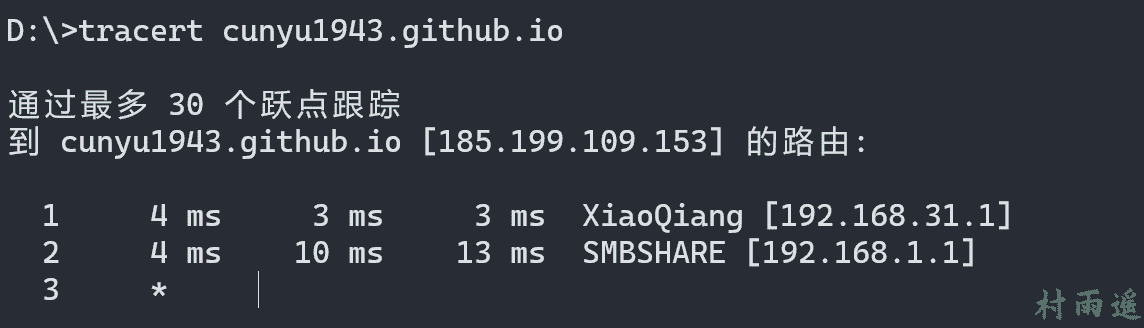 D:\>tracert cunyu1943.github.io
通过最多 30 个跃点跟踪
到 cunyu1943.github.io [185.199.109.153] 的路由:
1 4 ms 3 ms 3 ms XiaoQiang [192.168.31.1]
2 4 ms 10 ms 13 ms SMBSHARE [192.168.1.1]
3 *
村雨遥